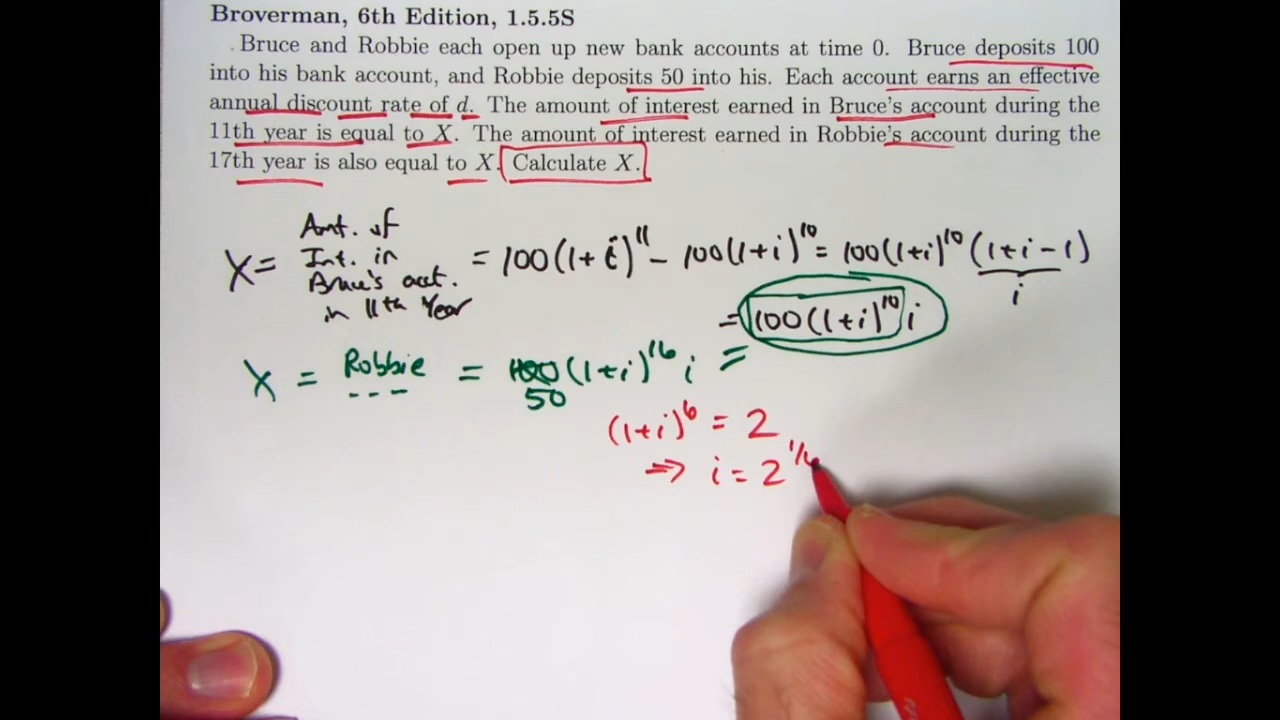 Broverman, 6th Edition, 1.5.5S
Bruce and Robbie each open up new bank accounts at time 0. Bruce deposits 100
into his bank account, and Robbie deposits 50 into his. Each account earns an effective
annual discount rate of d. The amount of interest earned in Bruce's account during the
11th year is equal to X. The amount of interest earned in Robbie's account during the
17th year is also equal to X. Calculate X.
X = Amt. of Int. in Bruce's acct. in 11th Year = 100(1+i)^11 - 100(1+i)^10 = 100(1+i)^10 (1+i-1)
i
= 100(1+i)^10 i
X = Robbie --- = 50(1+i)^16 i =
(1+i)^6 = 2
⇒ i = 2^1/6